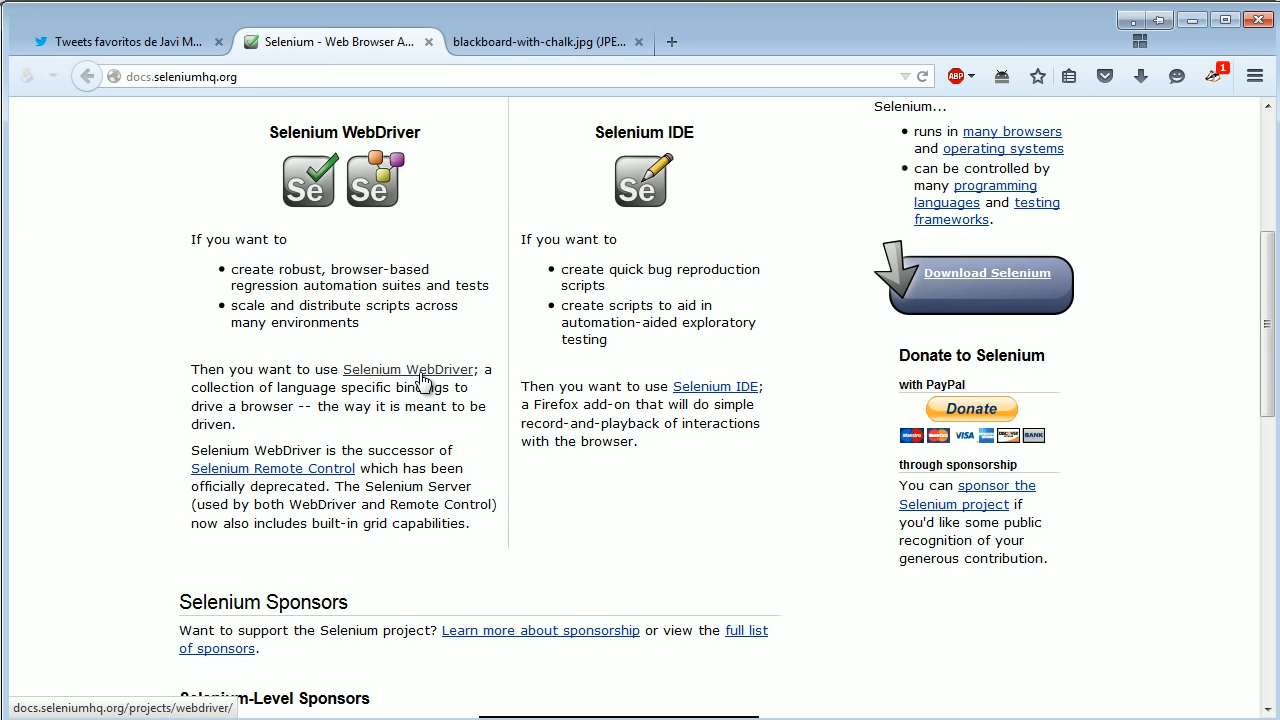 Tweets favoritos de Javi M...
Selenium - Web Browser A...
blackboard-with-chalk.jpg (JPE...
docs.seleniumhq.org
ABP
1
Selenium WebDriver
Se Se
If you want to
create robust, browser-based
regression automation suites and tests
scale and distribute scripts across
many environments
Then you want to use Selenium WebDriver; a
collection of language specific bindings to
drive a browser -- the way it is meant to be
driven.
Selenium WebDriver is the successor of
Selenium Remote Control which has been
officially deprecated. The Selenium Server
(used by both WebDriver and Remote Control)
now also includes built-in grid capabilities.
Selenium IDE
Se
If you want to
create quick bug reproduction
scripts
create scripts to aid in
automation-aided exploratory
testing
Then you want to use Selenium IDE;
a Firefox add-on that will do simple
record-and-playback of interactions
with the browser.
Selenium...
runs in many browsers
and operating systems
can be controlled by
many programming
languages and testing
frameworks.
Download Selenium
Donate to Selenium
with PayPal
Donate
VISA BANK
through sponsorship
You can sponsor the
Selenium project if
you'd like some public
recognition of your
generous contribution.
Selenium Sponsors
Want to support the Selenium project? Learn more about sponsorship or view the full list
of sponsors.
Selenium-Level Sponsors
docs.seleniumhq.org/projects/webdriver/